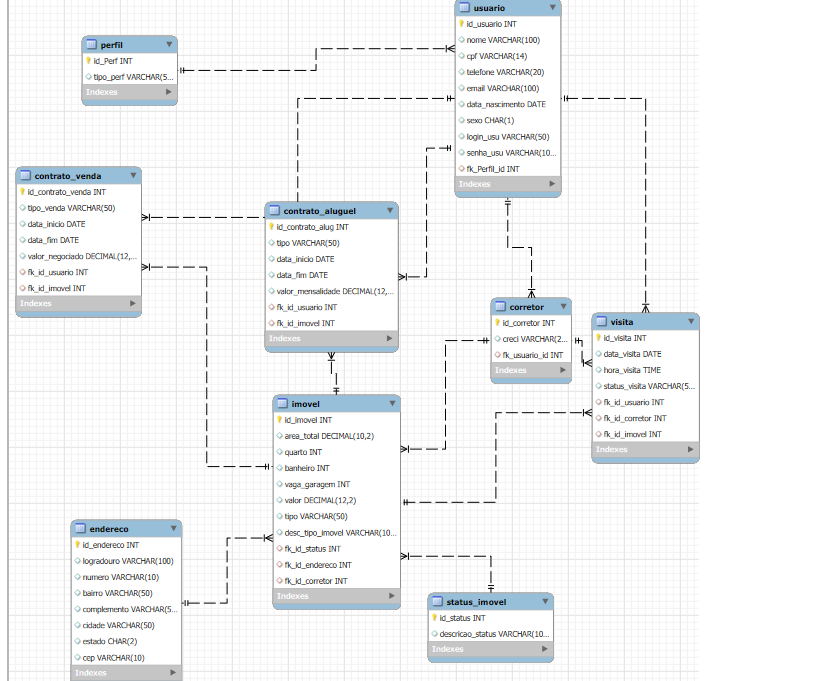 usuario
id_usuario INT
nome VARCHAR(100)
cpf VARCHAR(14)
telefone VARCHAR(20)
email VARCHAR(100)
data_nascimento DATE
sexo CHAR(1)
login_usu VARCHAR(50)
senha_usu VARCHAR(10...
fk_Perfil_id INT
Indexes
perfil
id_Perf INT
tipo_perf VARCHAR(5...
Indexes
contrato_venda
id_contrato_venda INT
tipo_venda VARCHAR(50)
data_inicio DATE
data_fim DATE
valor_negociado DECIMAL(12,...
fk_id_usuario INT
fk_id_imovel INT
Indexes
contrato_aluguel
id_contrato_alug INT
tipo VARCHAR(50)
data_inicio DATE
data_fim DATE
valor_mensalidade DECIMAL(12,...
fk_id_usuario INT
fk_id_imovel INT
Indexes
corretor
id_corretor INT
creci VARCHAR(2...
fk_usuario_id INT
Indexes
visita
id_visita INT
data_visita DATE
hora_visita TIME
status_visita VARCHAR(5...
fk_id_usuario INT
fk_id_corretor INT
fk_id_imovel INT
Indexes
imovel
id_imovel INT
area_total DECIMAL(10,2)
quarto INT
banheiro INT
vaga_garagem INT
valor DECIMAL(12,2)
tipo VARCHAR(50)
desc_tipo_imovel VARCHAR(10...
fk_id_status INT
fk_id_endereco INT
fk_id_corretor INT
Indexes
endereco
id_endereco INT
logradouro VARCHAR(100)
numero VARCHAR(10)
bairro VARCHAR(50)
complemento VARCHAR(5...
cidade VARCHAR(50)
estado CHAR(2)
cep VARCHAR(10)
Indexes
status_imovel
id_status INT
descricao_status VARCHAR(10...
Indexes